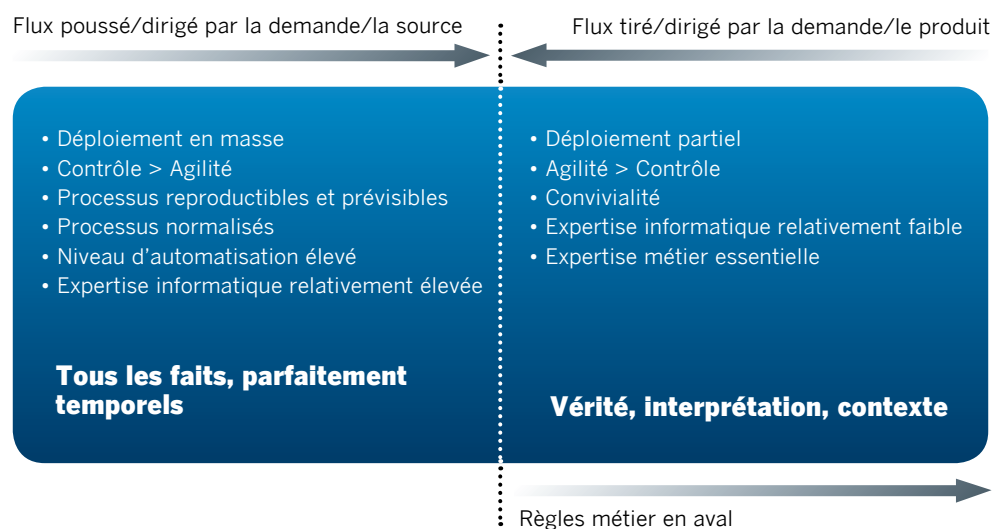 Flux poussé/dirigé par la demande/la source
Flux tiré/dirigé par la demande/le produit
• Déploiement en masse
• Contrôle > Agilité
• Processus reproductibles et prévisibles
• Processus normalisés
• Niveau d'automatisation élevé
• Expertise informatique relativement élevée
Tous les faits, parfaitement
temporels
• Déploiement partiel
• Agilité > Contrôle
• Convivialité
• Expertise informatique relativement faible
• Expertise métier essentielle
Vérité, interprétation, contexte
Règles métier en aval